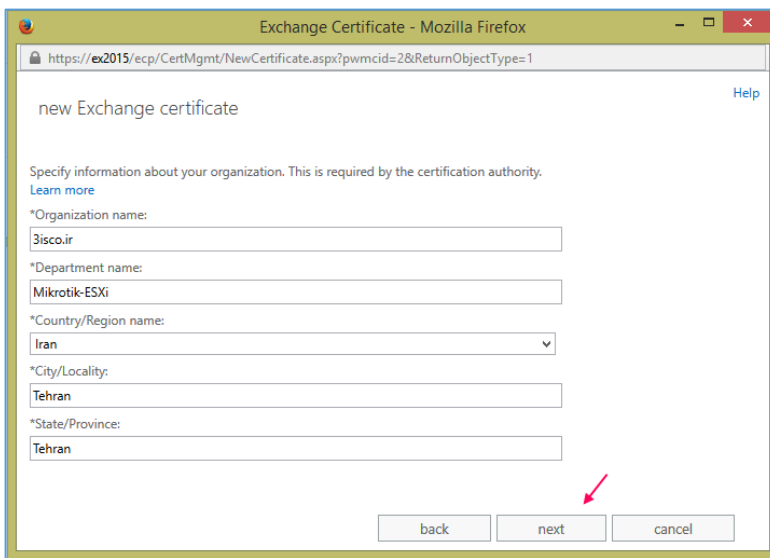 Exchange Certificate - Mozilla Firefox
https://ex2015/ecp/CertMgmt/NewCertificate.aspx?pwmcid=2&ReturnObjectType=1
Help
new Exchange certificate
Specify information about your organization. This is required by the certification authority.
Learn more
*Organization name:
3isco.ir
*Department name:
Mikrotik-ESXi
*Country/Region name:
Iran
*City/Locality:
Tehran
*State/Province:
Tehran
back next cancel